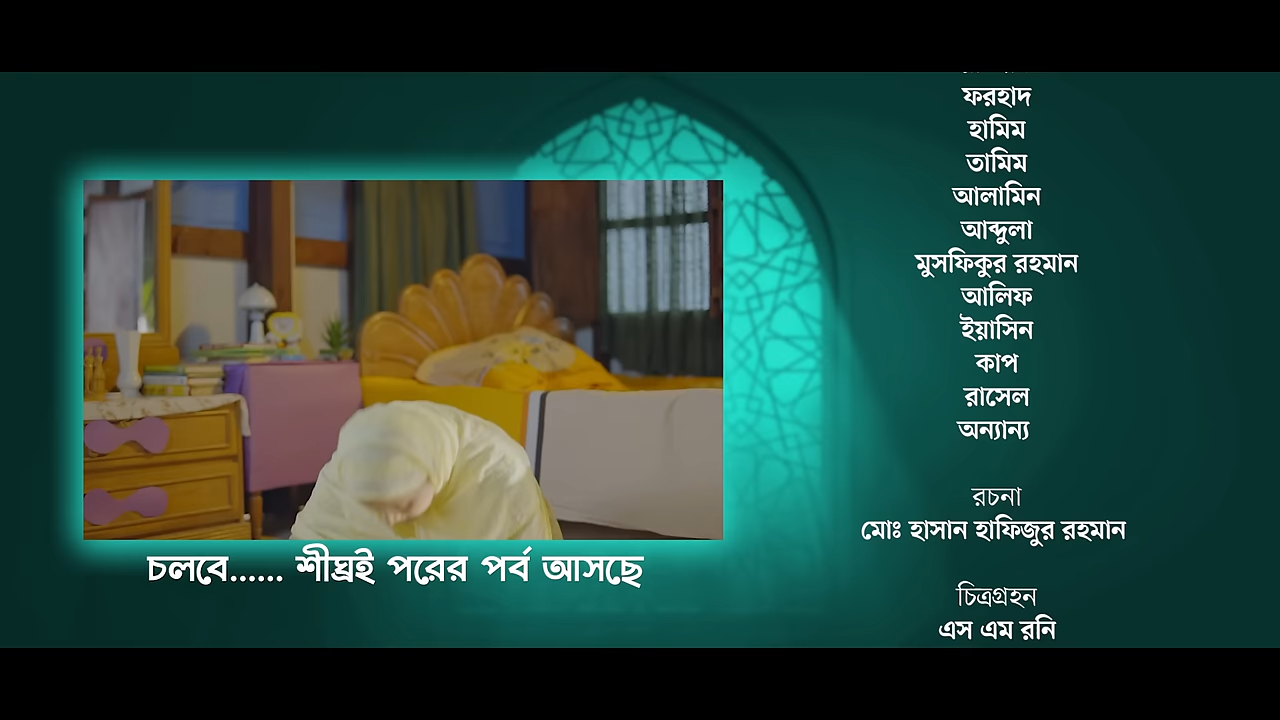 ফরহাদ
হামিম
তামিম
আলামিন
আব্দুলা
মুসফিকুর রহমান
আলিফ
ইয়াসিন
কাপ
রাসেল
অন্যান্য
রচনা
মোঃ হাসান হাফিজুর রহমান
চিত্রগ্রহন
এস এম রনি
চলবে...... শীঘ্রই পরের পর্ব আসছে